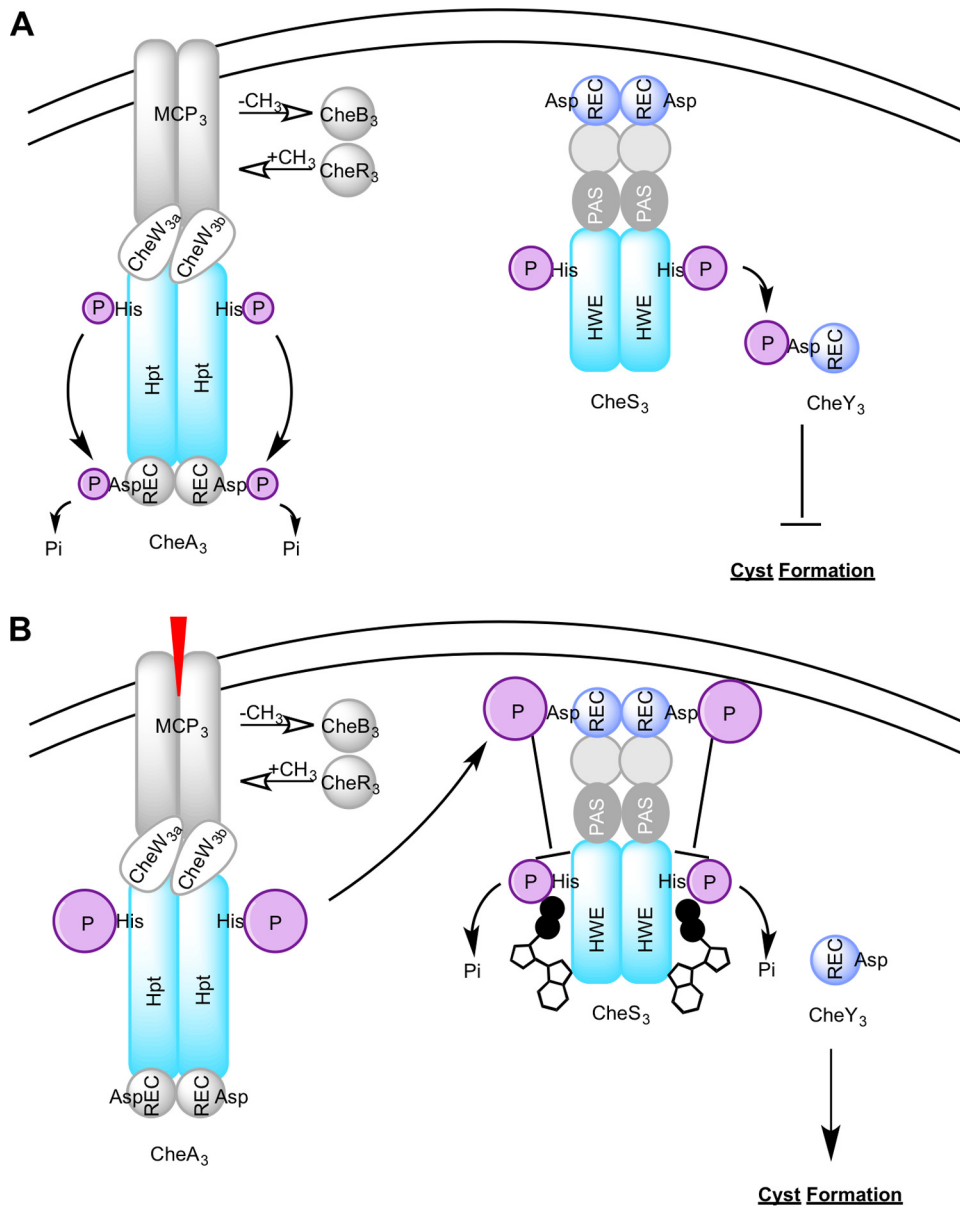 A
MCP3
-CH3
CheB3
+CH3
CheR3
CheW3a
CheW3b
P
His
His
P
Hpt
Hpt
P
Asp
REC
REC
Asp
P
Pi
CheA3
Pi
Asp
REC
REC
Asp
PAS
PAS
P
His
His
P
HWE
HWE
CheS3
P
Asp
REC
CheY3
Cyst Formation
B
MCP3
-CH3
CheB3
+CH3
CheR3
CheW3a
CheW3b
P
His
His
P
Hpt
Hpt
Asp
REC
REC
Asp
CheA3
P
Asp
REC
REC
Asp
P
PAS
PAS
P
His
His
P
HWE
HWE
Pi
Pi
CheS3
REC
Asp
CheY3
Cyst Formation